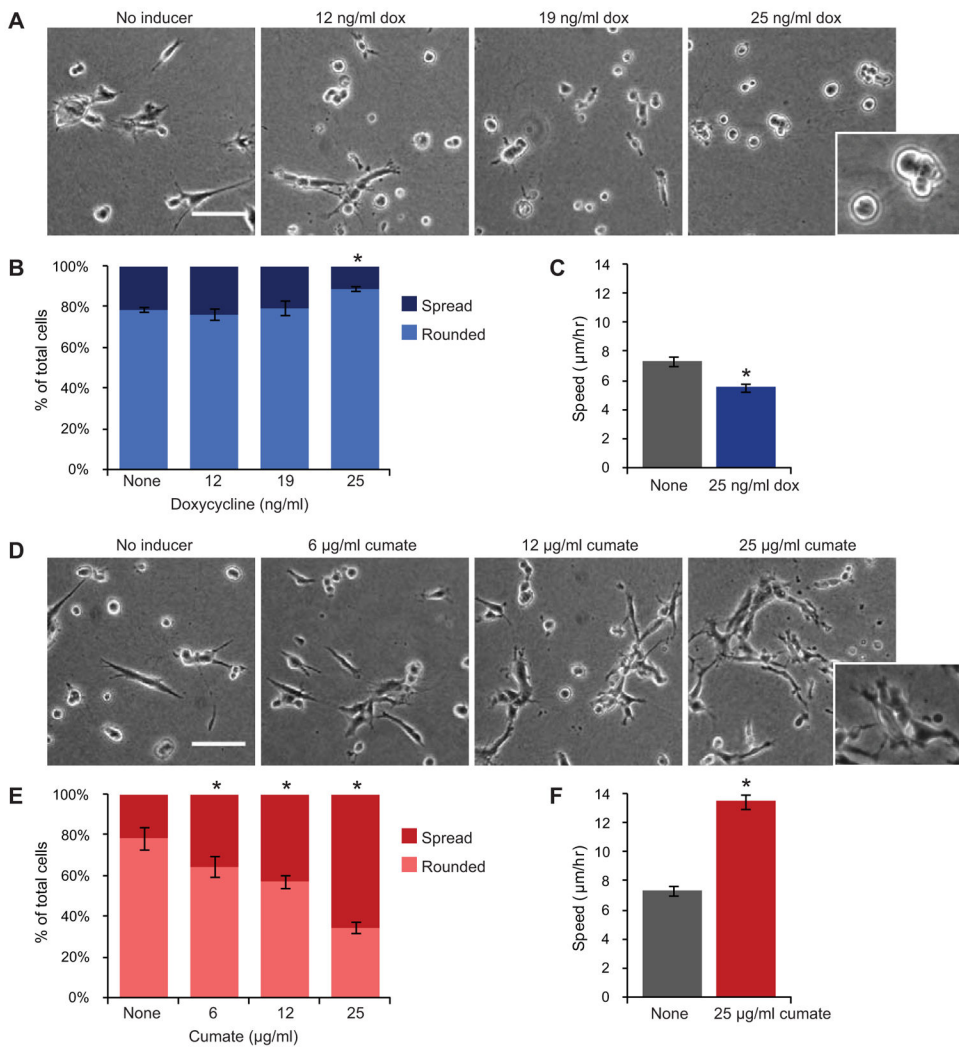 A
No inducer
12 ng/ml dox
19 ng/ml dox
25 ng/ml dox
B
100%
80%
60%
40%
20%
0%
% of total cells
*
Spread
Rounded
None
12
19
25
Doxycycline (ng/ml)
C
14
12
10
8
6
4
2
0
Speed (µm/hr)
*
None
25 ng/ml dox
D
No inducer
6 µg/ml cumate
12 µg/ml cumate
25 µg/ml cumate
E
100%
80%
60%
40%
20%
0%
% of total cells
*
*
*
Spread
Rounded
None
6
12
25
Cumate (µg/ml)
F
14
12
10
8
6
4
2
0
Speed (µm/hr)
*
None
25 µg/ml cumate